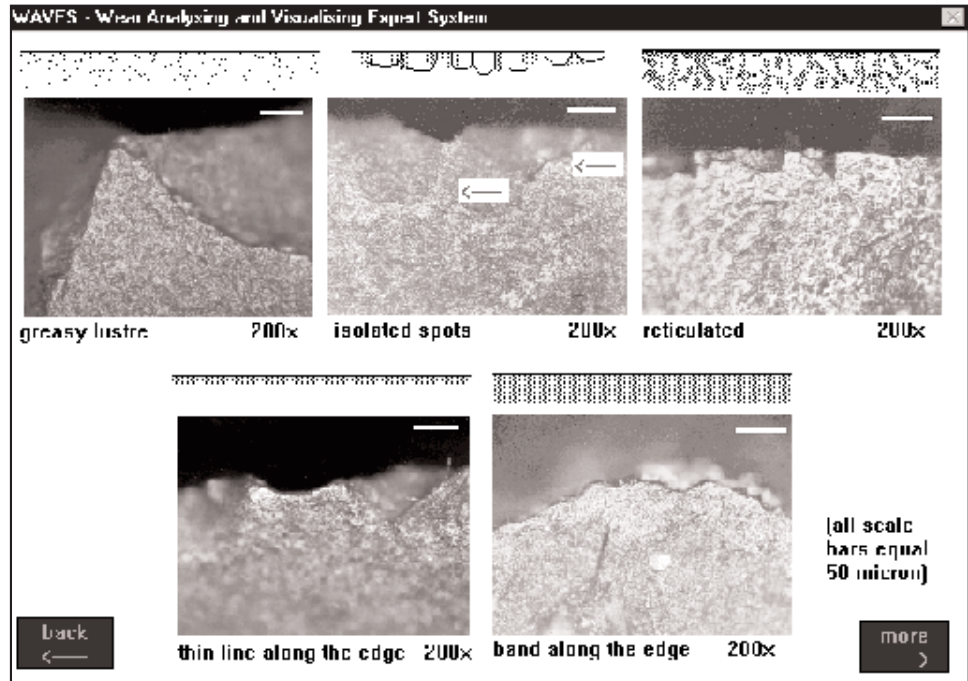 WAVES - Wear Analysing and Visualising Expert System
greasy lustre 200x
isolated spots 200x
reticulated 200x
thin line along the edge 200x
band along the edge 200x
(all scale
bars equal
50 micron)
back
<——
more
>